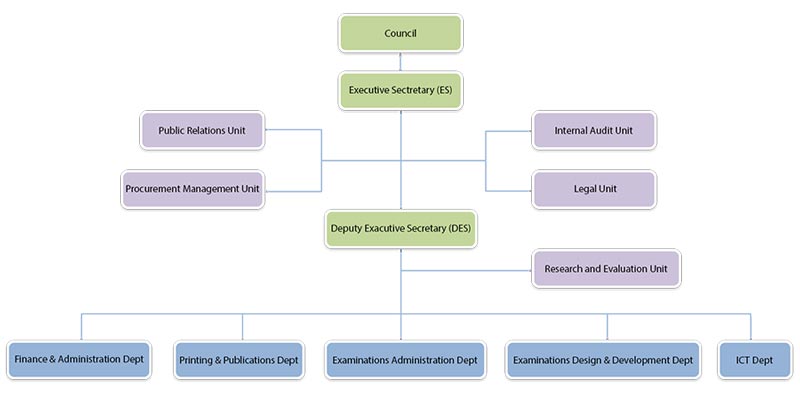 Council
Executive Sectretary (ES)
Public Relations Unit
Internal Audit Unit
Procurement Management Unit
Legal Unit
Deputy Exacutive Secretary (DES)
Research and Evaluation Unit
Finance & Administration Dept
Printing & Publications Dept
Examinations Administration Dept
Examinations Design & Development Dept
ICT Dept